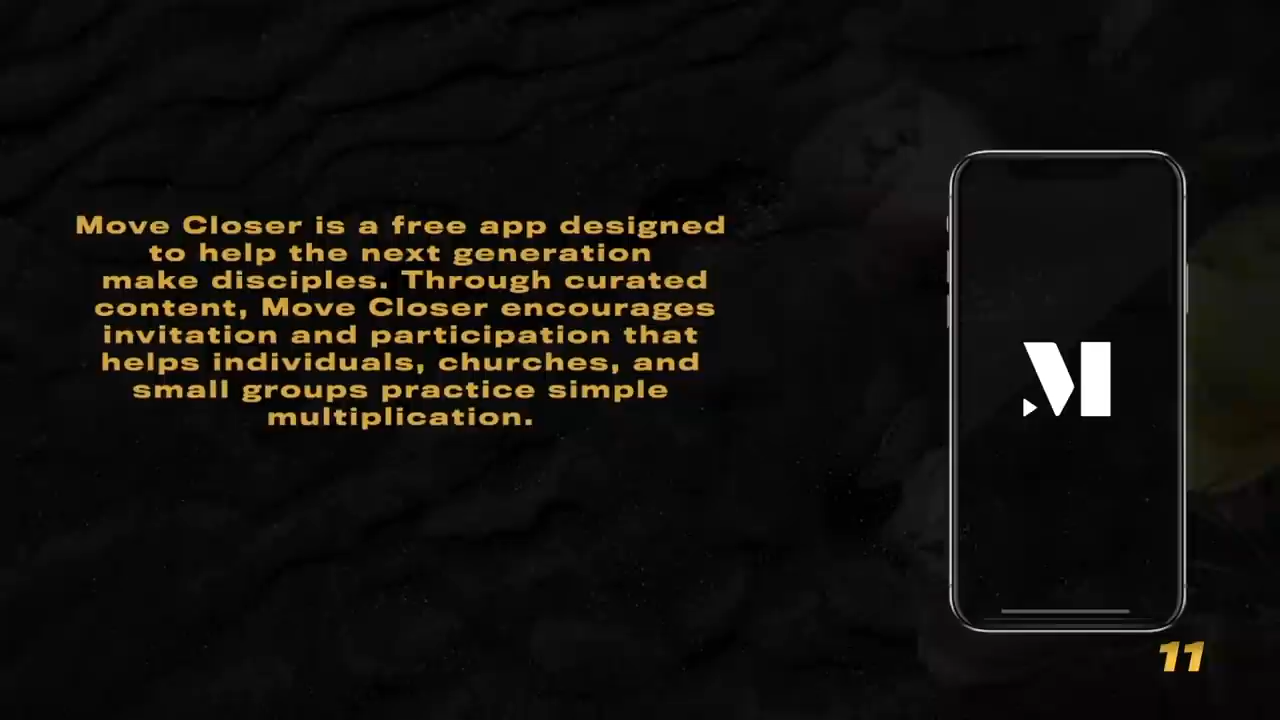 Move Closer is a free app designed
to help the next generation
make disciples. Through curated
content, Move Closer encourages
invitation and participation that
helps individuals, churches, and
small groups practice simple
multiplication.
M
11